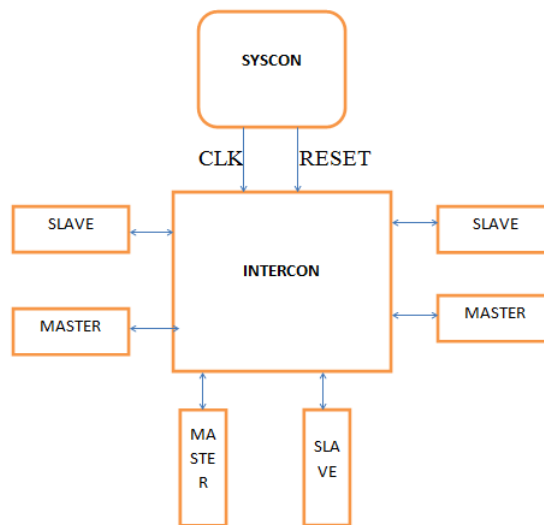 SYSCON
CLK
RESET
SLAVE
SLAVE
INTERCON
MASTER
MASTER
MA
STE
R
SLA
VE